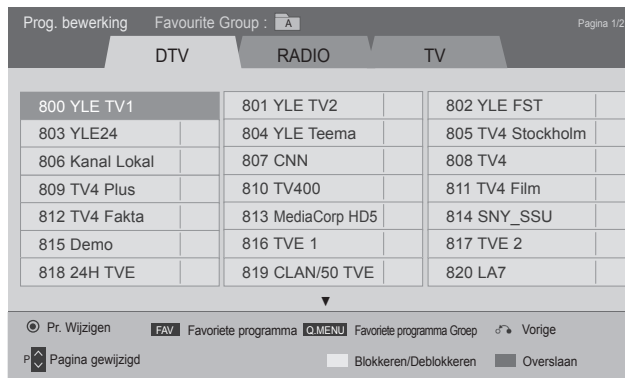 Prog. bewerking Favourite Group : A Pagina 1/2
DTV RADIO TV
800 YLE TV1 801 YLE TV2 802 YLE FST
803 YLE24 804 YLE Teema 805 TV4 Stockholm
806 Kanal Lokal 807 CNN 808 TV4
809 TV4 Plus 810 TV400 811 TV4 Film
812 TV4 Fakta 813 MediaCorp HD5 814 SNY_SSU
815 Demo 816 TVE 1 817 TVE 2
818 24H TVE 819 CLAN/50 TVE 820 LA7
Pr. Wijzigen FAV Favoriete programma Q.MENU Favoriete programma Groep Vorige
P Pagina gewijzigd Blokkeren/Deblokkeren Overslaan